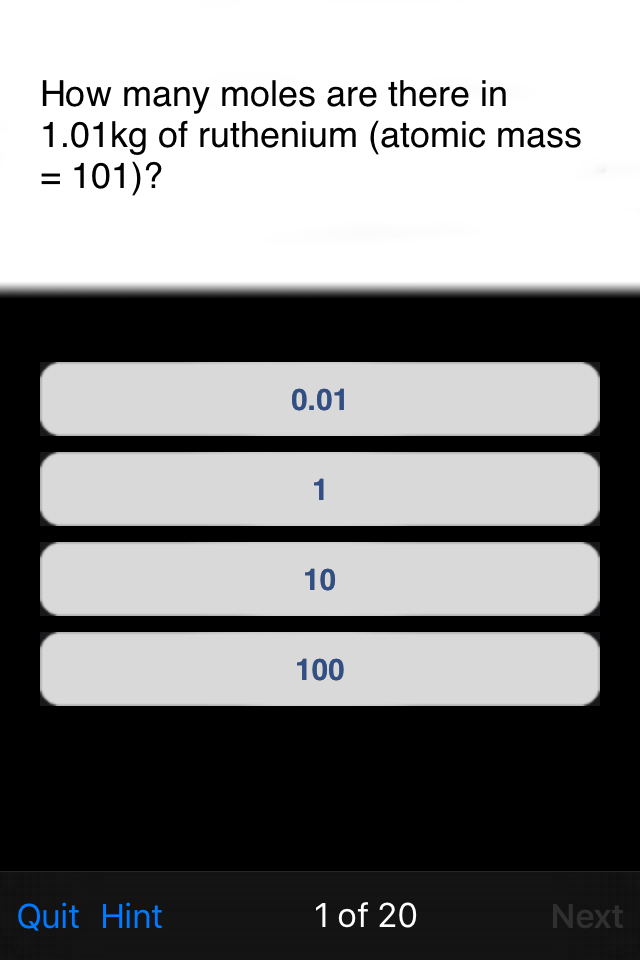 How many moles are there in
1.01kg of ruthenium (atomic mass
= 101)?
0.01
1
10
100
Quit Hint 1 of 20 Next